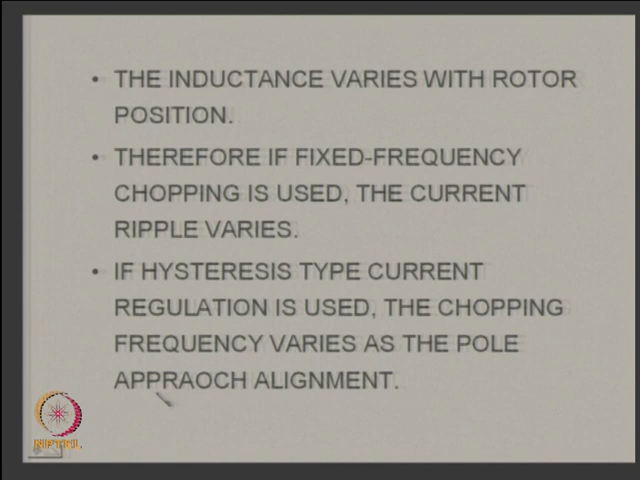 • THE INDUCTANCE VARIES WITH ROTOR
POSITION.
• THEREFORE IF FIXED-FREQUENCY
CHOPPING IS USED, THE CURRENT
RIPPLE VARIES.
• IF HYSTERESIS TYPE CURRENT
REGULATION IS USED, THE CHOPPING
FREQUENCY VARIES AS THE POLE
APPRAOCH ALIGNMENT.
NPTEL